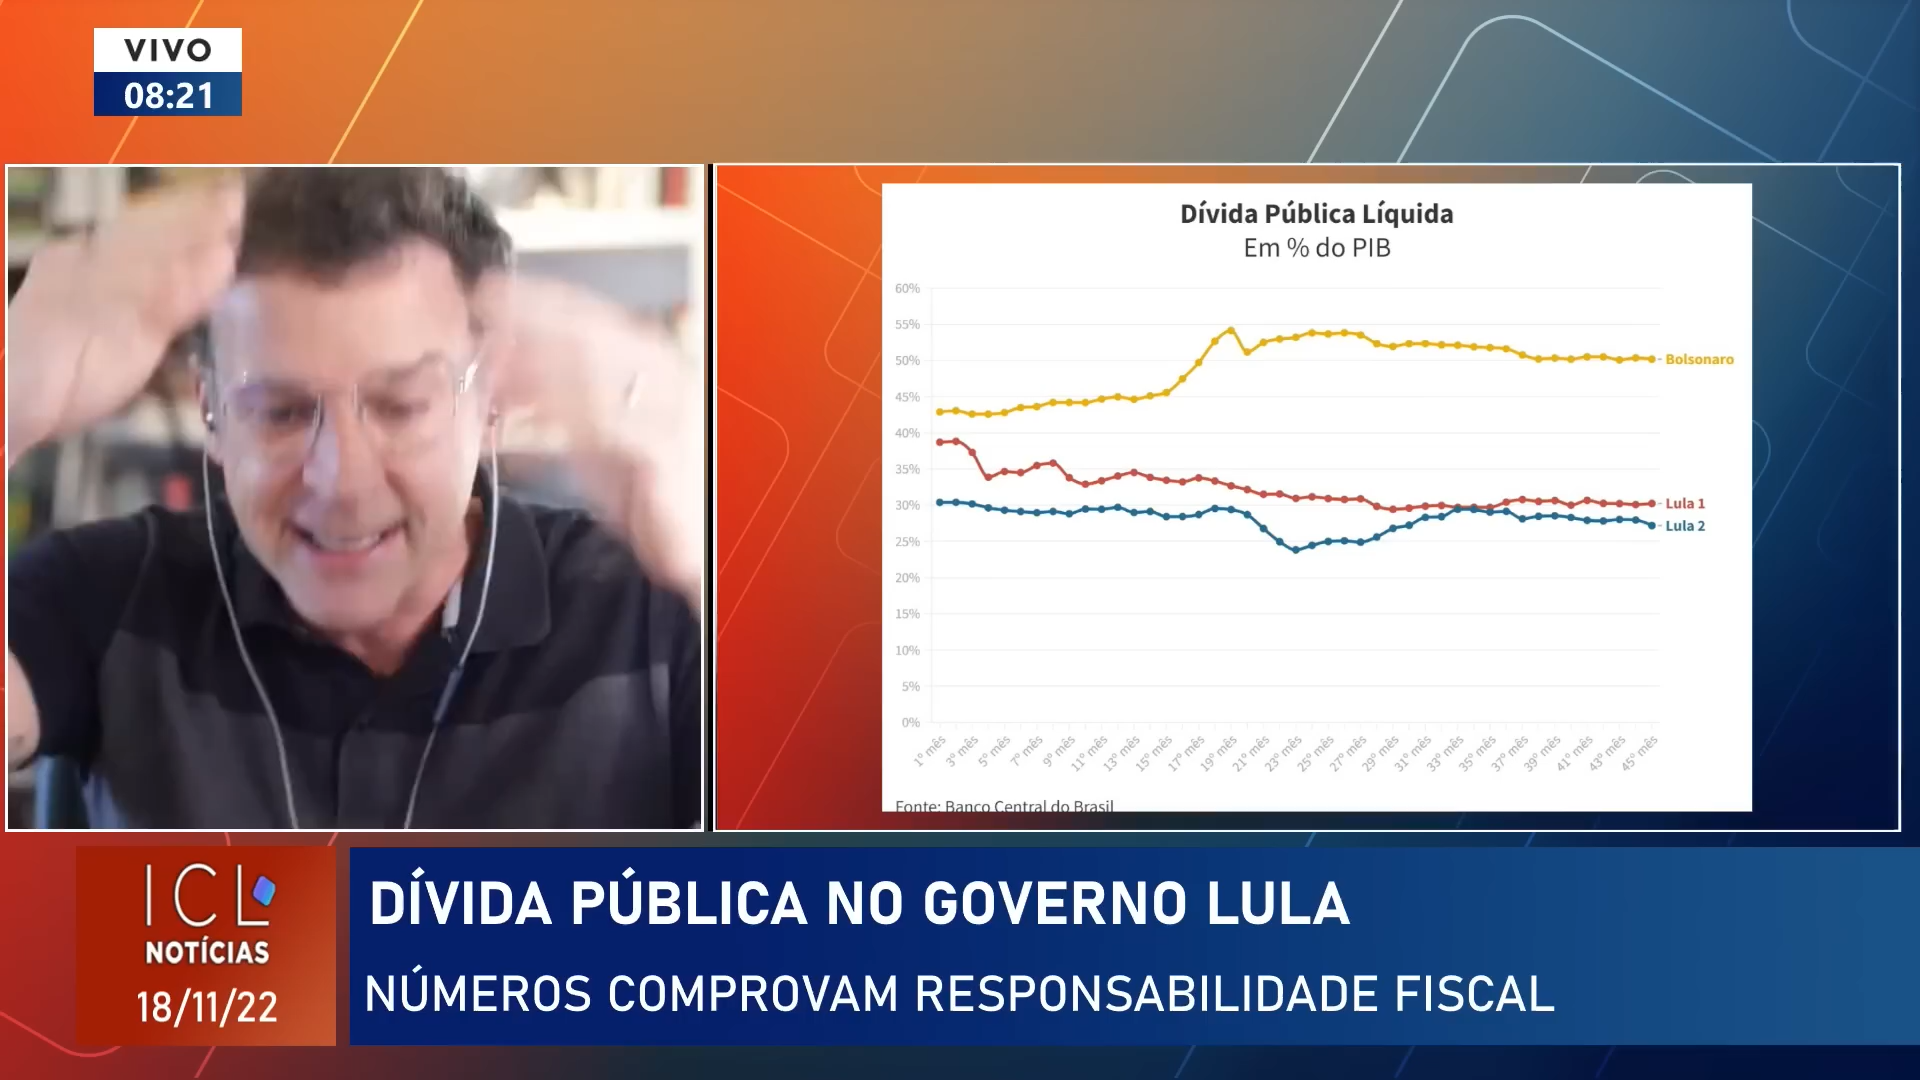 VIVO
08:21
Dívida Pública Líquida
Em % do PIB
60%
55%
50%
45%
40%
35%
30%
25%
20%
15%
10%
5%
0%
Bolsonaro
Lula 1
Lula 2
1º mês
3º mês
5º mês
7º mês
9º mês
11º mês
13º mês
15º mês
17º mês
19º mês
21º mês
23º mês
25º mês
27º mês
29º mês
31º mês
33º mês
35º mês
37º mês
39º mês
41º mês
43º mês
45º mês
Fonte: Banco Central do Brasil
ICL
NOTÍCIAS
18/11/22
DÍVIDA PÚBLICA NO GOVERNO LULA
NÚMEROS COMPROVAM RESPONSABILIDADE FISCAL